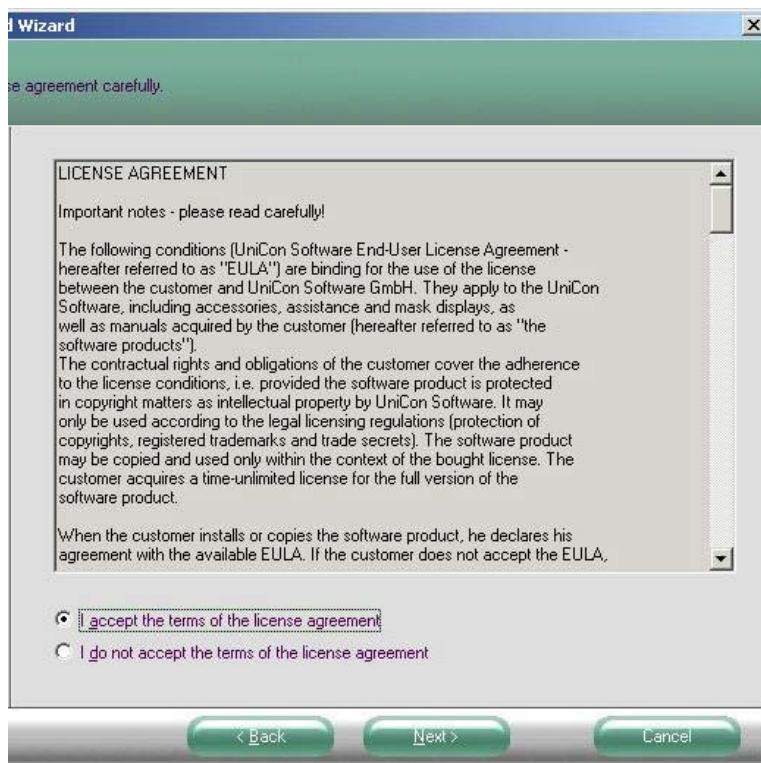 d Wizard
se agreement carefully.
LICENSE AGREEMENT
Important notes - please read carefully!
The following conditions (UniCon Software End-User License Agreement -
hereafter referred to as "EULA") are binding for the use of the license
between the customer and UniCon Software GmbH. They apply to the UniCon
Software, including accessories, assistance and mask displays, as
well as manuals acquired by the customer (hereafter referred to as "the
software products").
The contractual rights and obligations of the customer cover the adherence
to the license conditions, i.e. provided the software product is protected
in copyright matters as intellectual property by UniCon Software. It may
only be used according to the legal licensing regulations (protection of
copyrights, registered trademarks and trade secrets). The software product
may be copied and used only within the context of the bought license. The
customer acquires a time-unlimited license for the full version of the
software product.
When the customer installs or copies the software product, he declares his
agreement with the available EULA. If the customer does not accept the EULA,
I accept the terms of the license agreement
I do not accept the terms of the license agreement
< Back
Next >
Cancel